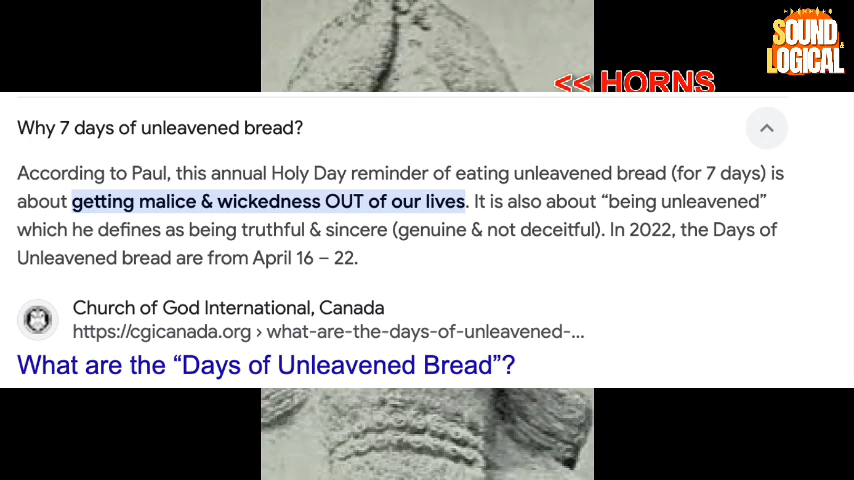 SOUND
&
LOGICAL
<< HORNS
Why 7 days of unleavened bread?
According to Paul, this annual Holy Day reminder of eating unleavened bread (for 7 days) is
about getting malice & wickedness OUT of our lives. It is also about “being unleavened”
which he defines as being truthful & sincere (genuine & not deceitful). In 2022, the Days of
Unleavened bread are from April 16 – 22.
Church of God International, Canada
https://cgicanada.org › what-are-the-days-of-unleavened-...
What are the “Days of Unleavened Bread”?